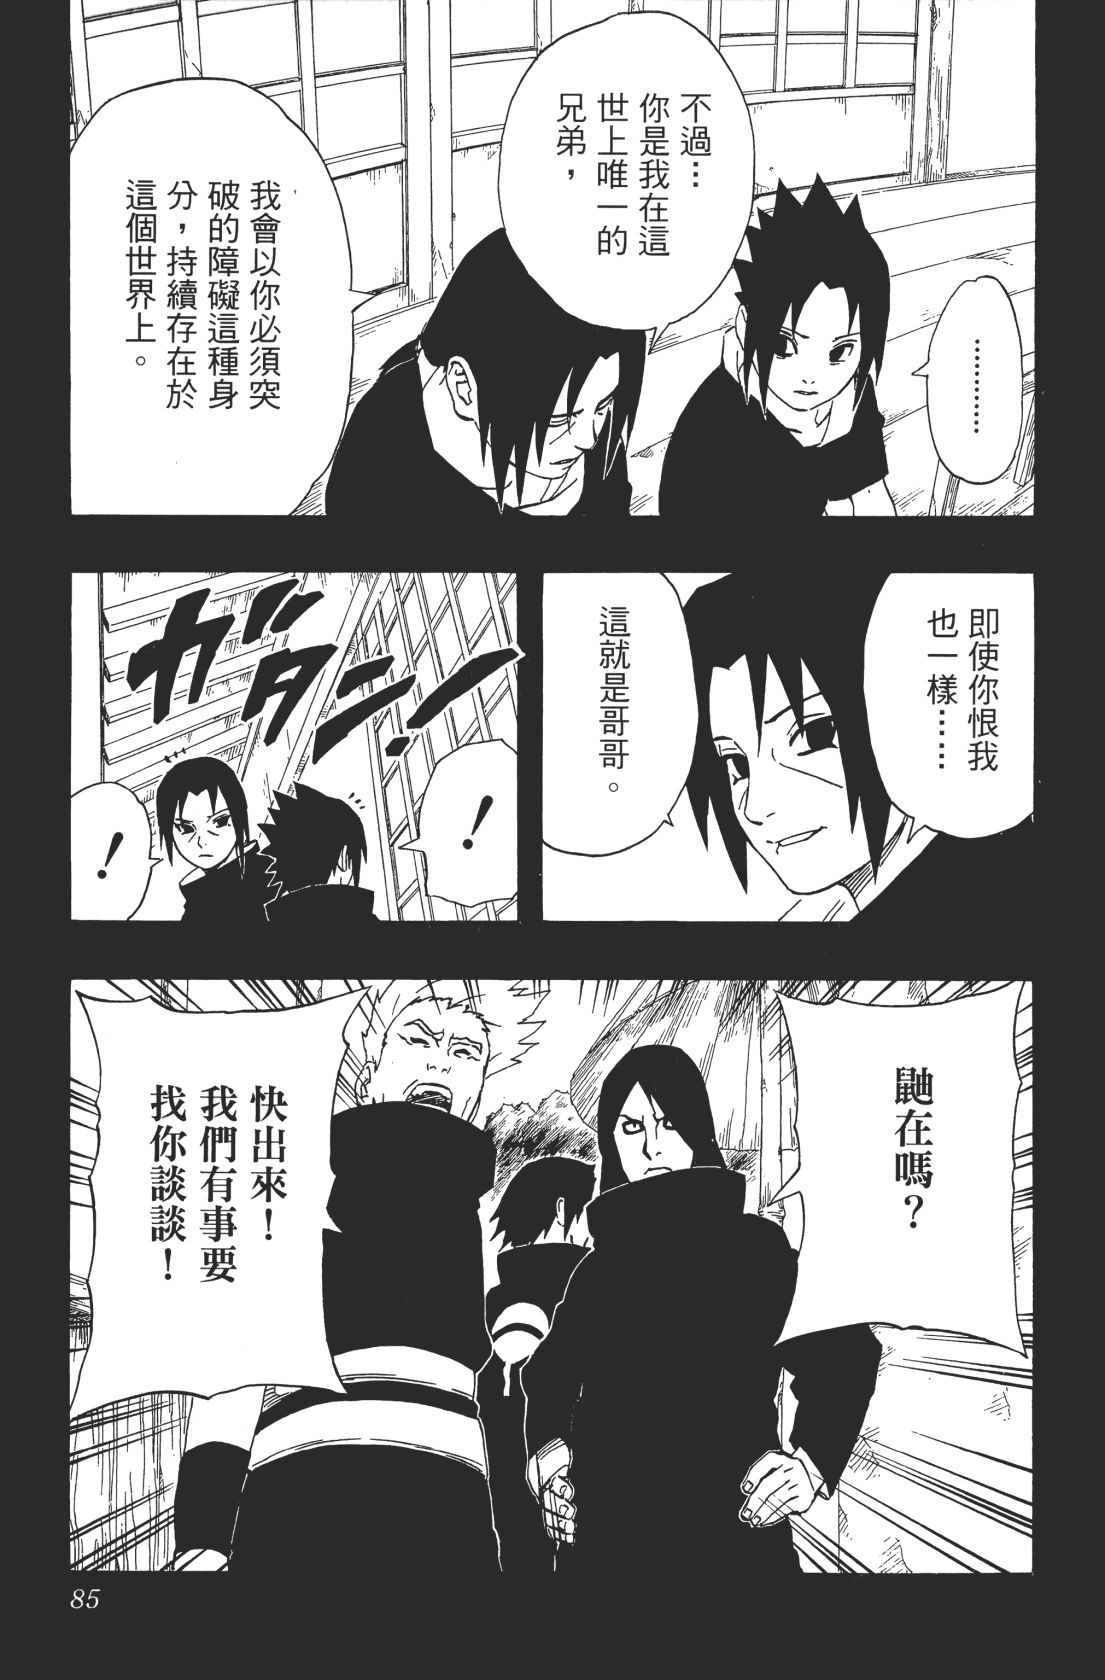 不過…
你是我在這
世上唯一的
兄弟，
我會以你必須突
破的障礙這種身
分，持續存在於
這個世界上。
………
即使你恨我
也一樣……
這就是哥哥。
ガタン！
！
！
鼬在嗎？
快出來！
我們有事要
找你談談！
85